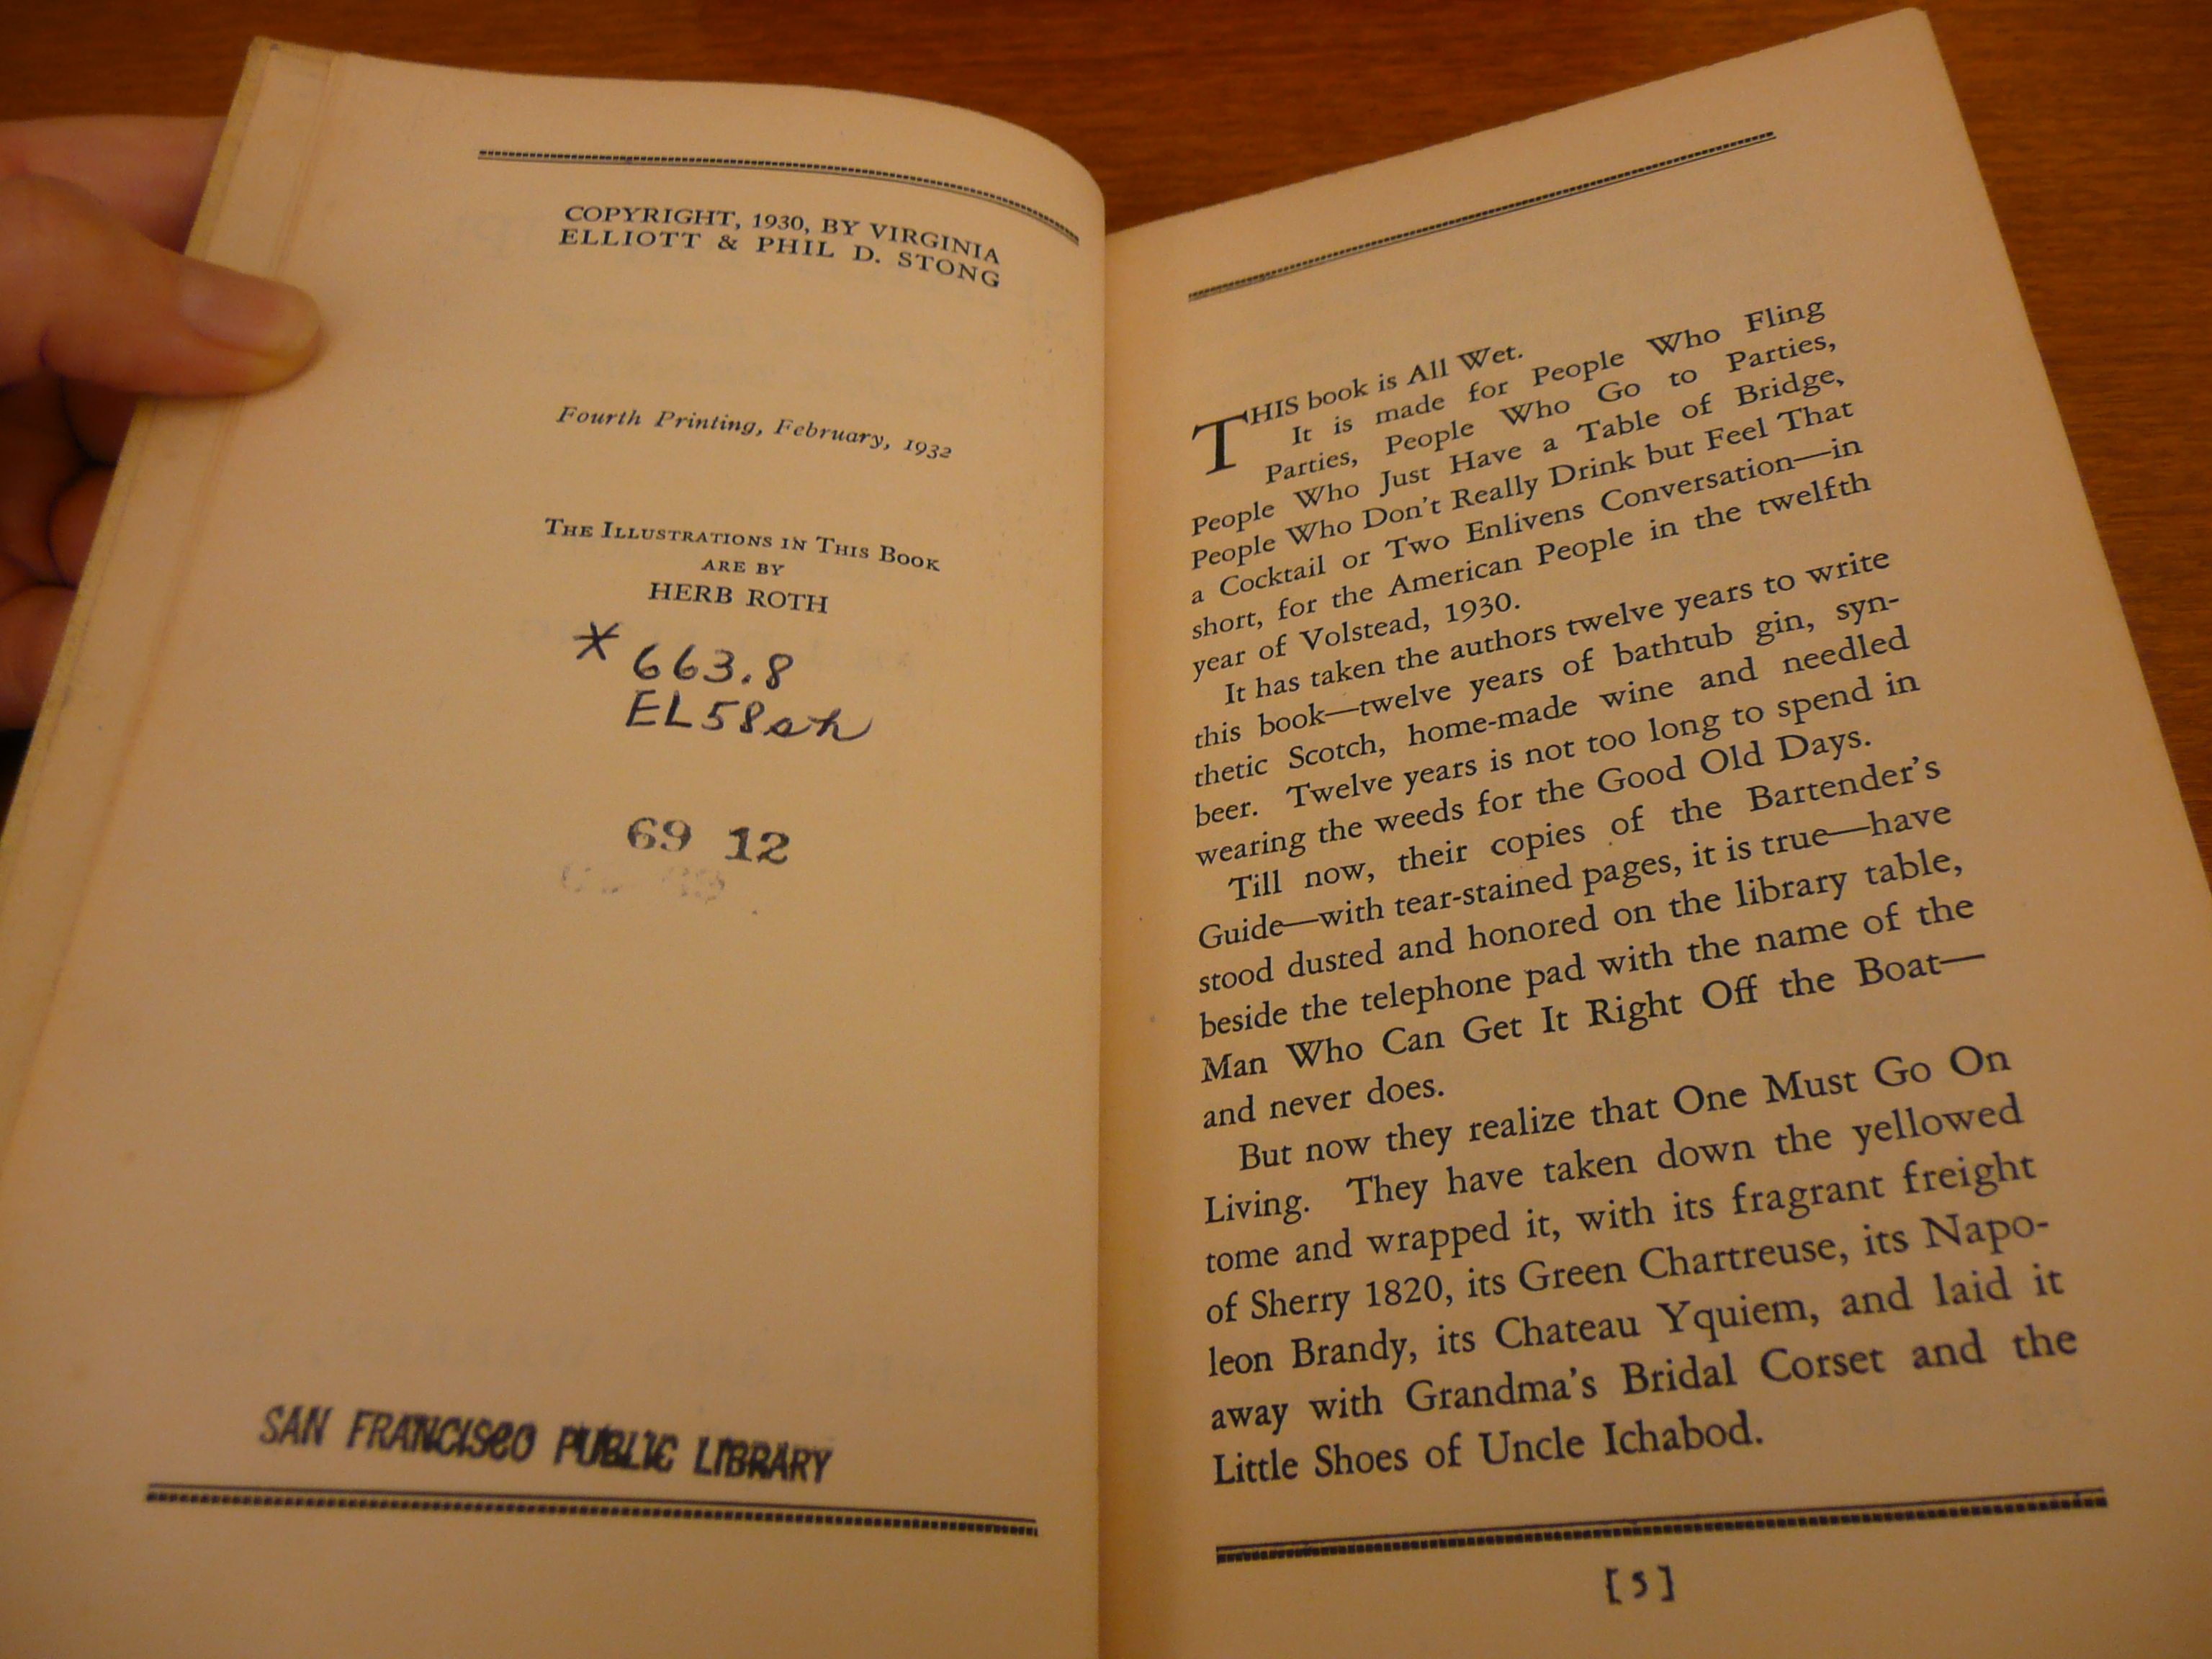 COPYRIGHT, 1930, BY VIRGINIA
ELLIOTT & PHIL D. STONG
Fourth Printing, February, 1932
THE ILLUSTRATIONS IN THIS BOOK
ARE BY
HERB ROTH
* 663.8
EL58sh
69 12
SAN FRANCISCO PUBLIC LIBRARY
THIS book is All Wet.
It is made for People Who Fling
Parties, People Who Go to Parties,
People Who Just Have a Table of Bridge,
People Who Don't Really Drink but Feel That
a Cocktail or Two Enlivens Conversation—in
short, for the American People in the twelfth
year of Volstead, 1930.
It has taken the authors twelve years to write
this book—twelve years of bathtub gin, syn-
thetic Scotch, home-made wine and needled
beer. Twelve years is not too long to spend in
wearing the weeds for the Good Old Days.
Till now, their copies of the Bartender's
Guide—with tear-stained pages, it is true—have
stood dusted and honored on the library table,
beside the telephone pad with the name of the
Man Who Can Get It Right Off the Boat—
and never does.
But now they realize that One Must Go On
Living. They have taken down the yellowed
tome and wrapped it, with its fragrant freight
of Sherry 1820, its Green Chartreuse, its Napo-
leon Brandy, its Chateau Yquiem, and laid it
away with Grandma's Bridal Corset and the
Little Shoes of Uncle Ichabod.
[5]